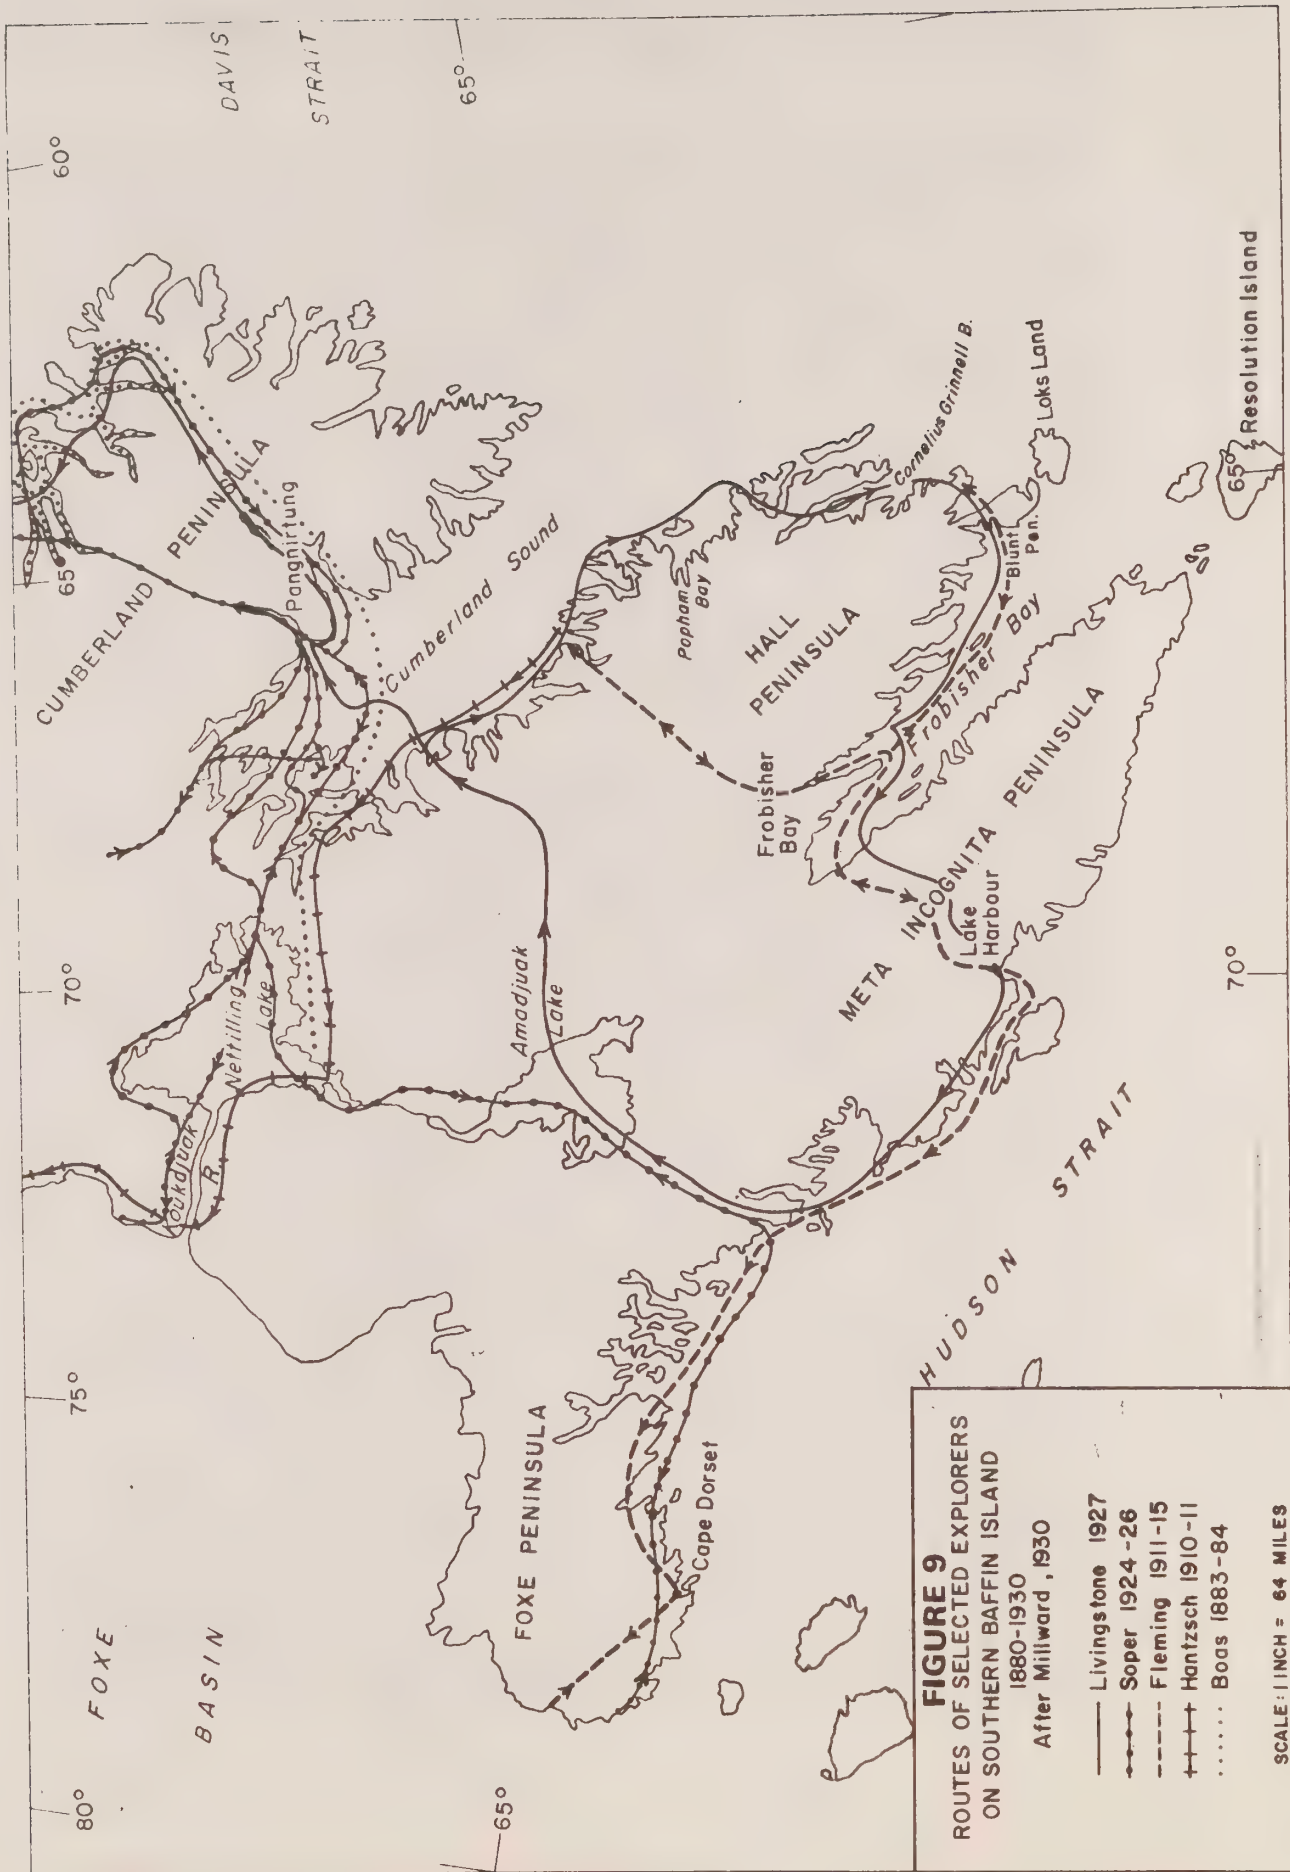 80°
75°
70°
65
60°
DAVIS
STRAIT
65°
FOXE
BASIN
CUMBERLAND
PENINSULA
Pangnirtung
Cumberland Sound
Nettilling
Lake
Koukdjuak
R.
Amadjuak
Lake
Popham
Bay
HALL
PENINSULA
Cornelius Grinnell B.
Loks Land
Blunt
Pen.
Frobisher
Bay
Frobisher Bay
Resolution Island
65°
FOXE PENINSULA
Cape Dorset
META INCOGNITA PENINSULA
Lake
Harbour
HUDSON STRAIT
70°
65°
FIGURE 9
ROUTES OF SELECTED EXPLORERS
ON SOUTHERN BAFFIN ISLAND
1880-1930
After Millward, 1930
Livingstone 1927
Soper 1924-26
Fleming 1911-15
Hantzsch 1910-11
Boas 1883-84
SCALE: 1 INCH = 64 MILES